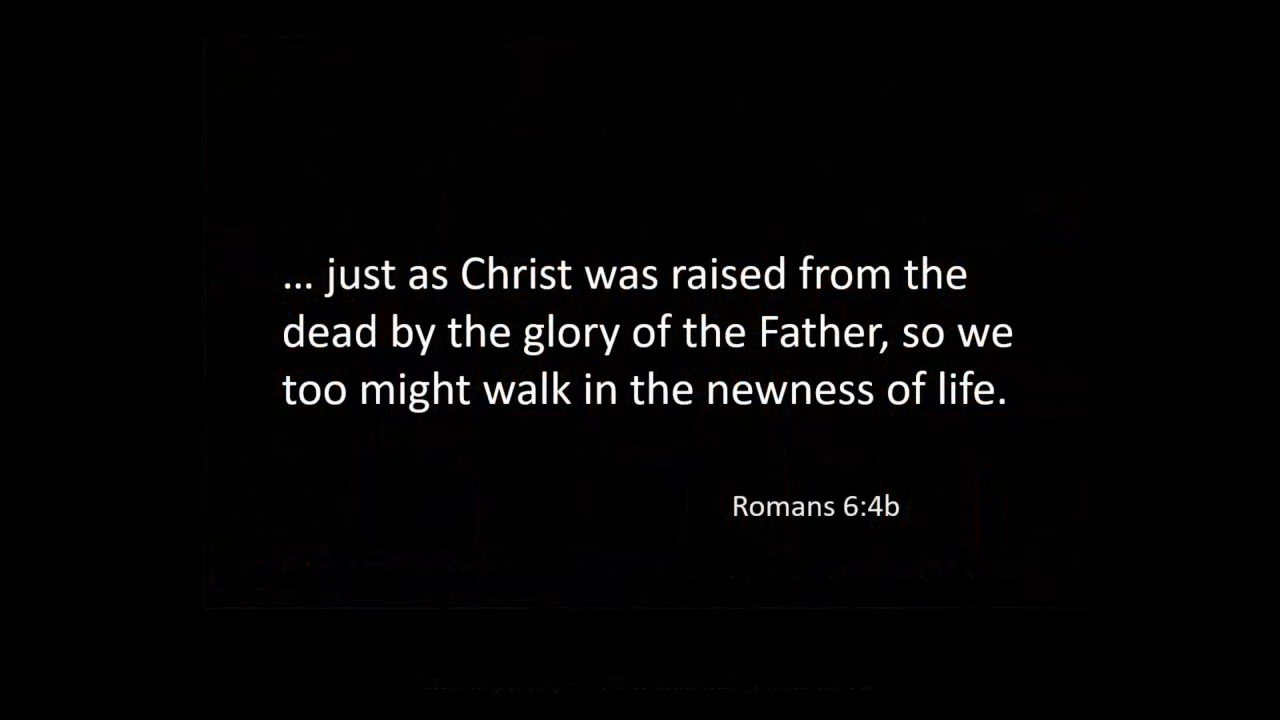 ... just as Christ was raised from the
dead by the glory of the Father, so we
too might walk in the newness of life.
Romans 6:4b